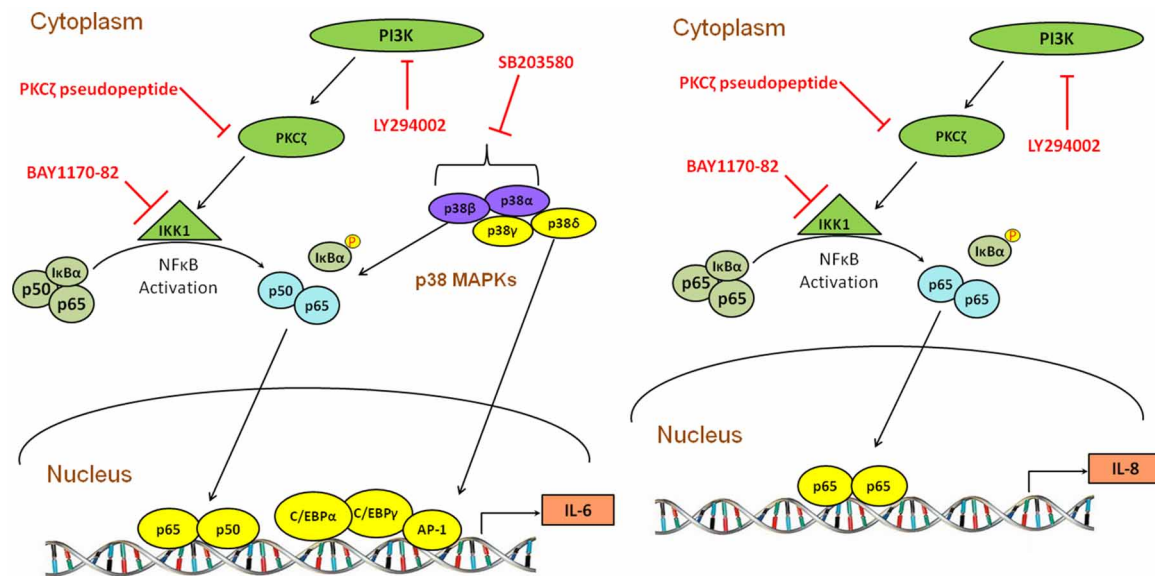 Cytoplasm
PI3K
SB203580
PKCζ pseudopeptide
LY294002
PKCζ
BAY1170-82
p38β
p38α
p38γ
p38δ
IKK1
P
IκBα
p38 MAPKs
NFκB
Activation
IκBα
p50
p65
p50
p65
Nucleus
C/EBPα
C/EBPγ
p65
p50
AP-1
IL-6
Cytoplasm
PI3K
PKCζ pseudopeptide
PKCζ
LY294002
BAY1170-82
IKK1
P
IκBα
NFκB
Activation
IκBα
p65
p65
p65
p65
Nucleus
p65
p65
IL-8